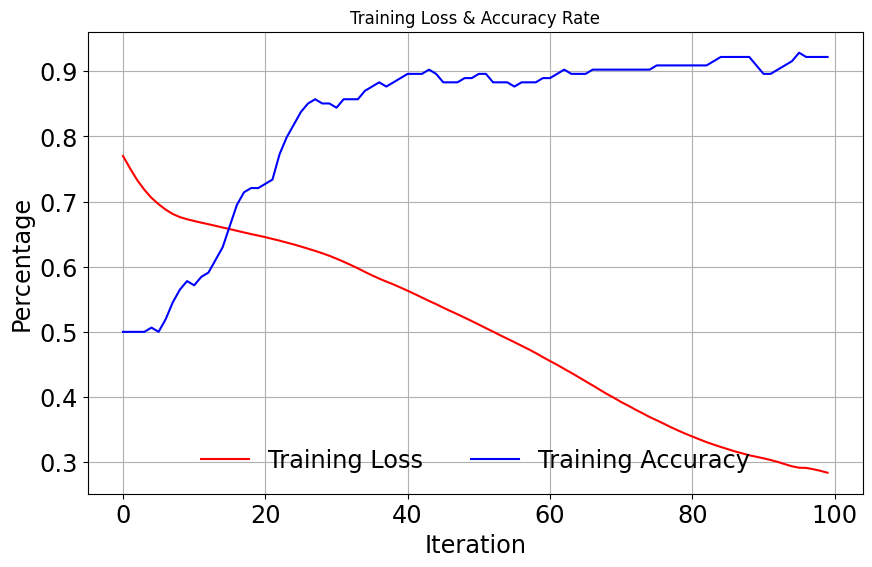 Training Loss & Accuracy Rate
Percentage
0.9
0.8
0.7
0.6
0.5
0.4
0.3
Training Loss Training Accuracy
0 20 40 60 80 100
Iteration